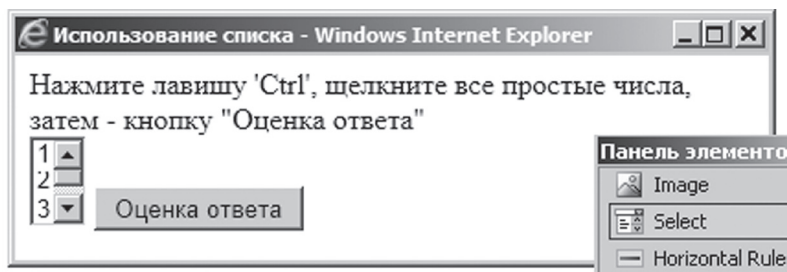 Использование списка - Windows Internet Explorer
Нажмите лавишу 'Ctrl', щелкните все простые числа,
затем - кнопку "Оценка ответа"
1
2
3
Оценка ответа
Панель элементо
Image
Select
Horizontal Rule